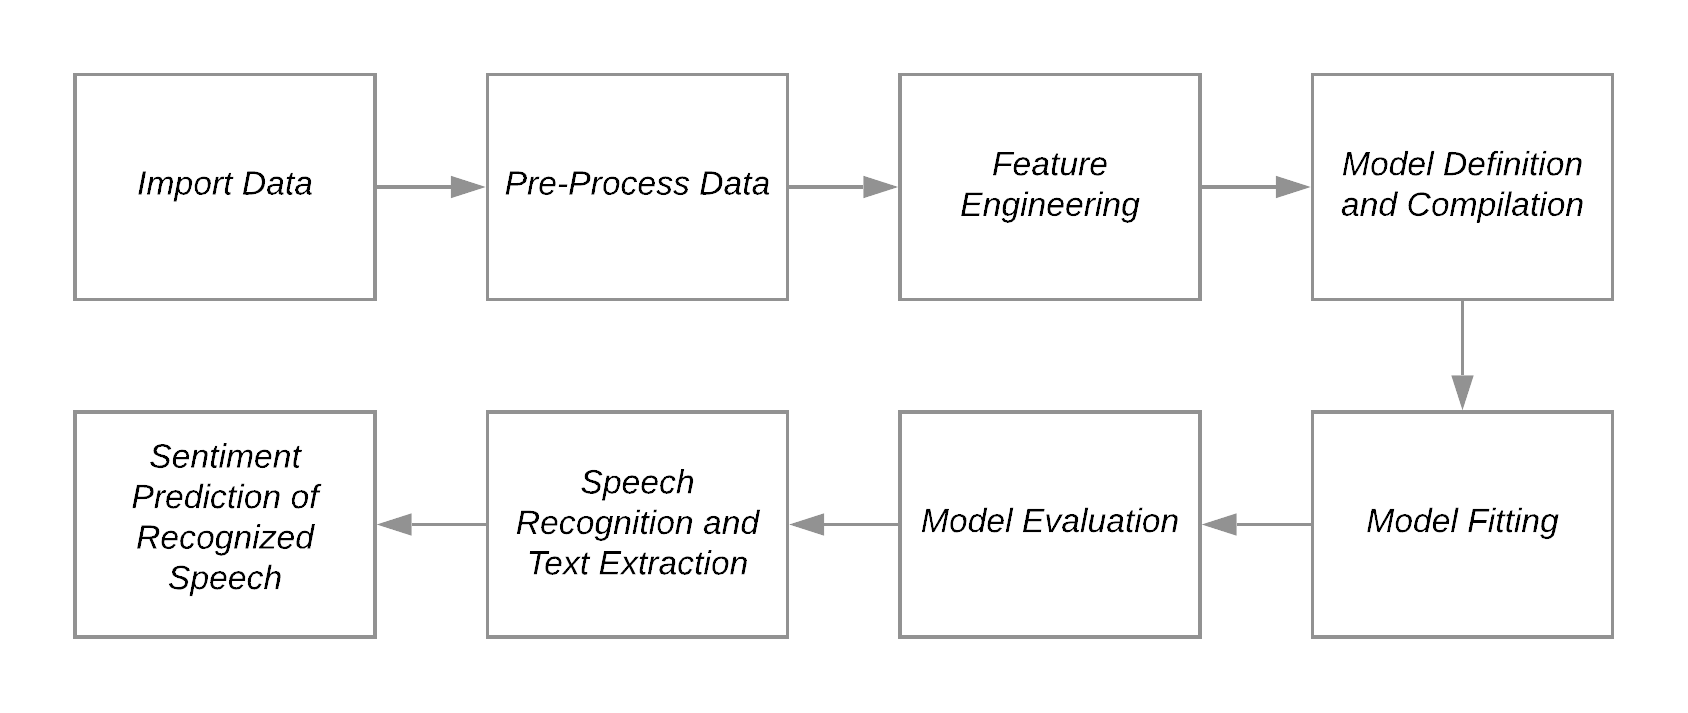 Import Data
Pre-Process Data
Feature
Engineering
Model Definition
and Compilation
Sentiment
Prediction of
Recognized
Speech
Speech
Recognition and
Text Extraction
Model Evaluation
Model Fitting